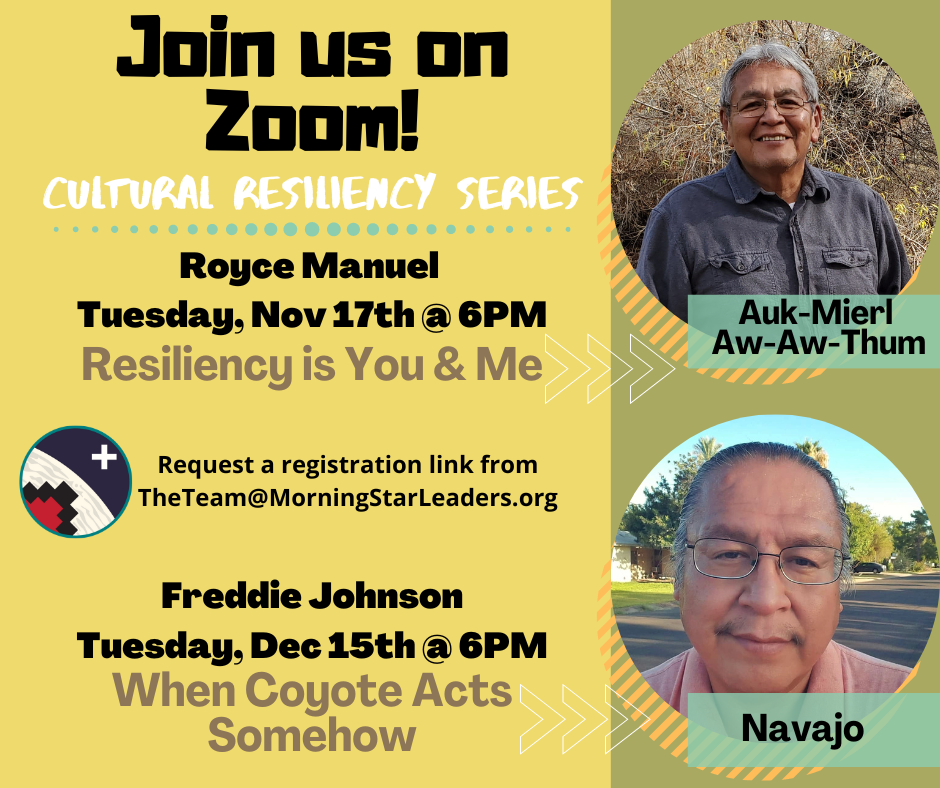 Join us on
Zoom!
CULTURAL RESILIENCY SERIES
Royce Manuel
Tuesday, Nov 17th @ 6PM
Resiliency is You & Me
Auk-Mierl
Aw-Aw-Thum
Request a registration link from
TheTeam@MorningStarLeaders.org
Freddie Johnson
Tuesday, Dec 15th @ 6PM
When Coyote Acts
Somehow
Navajo